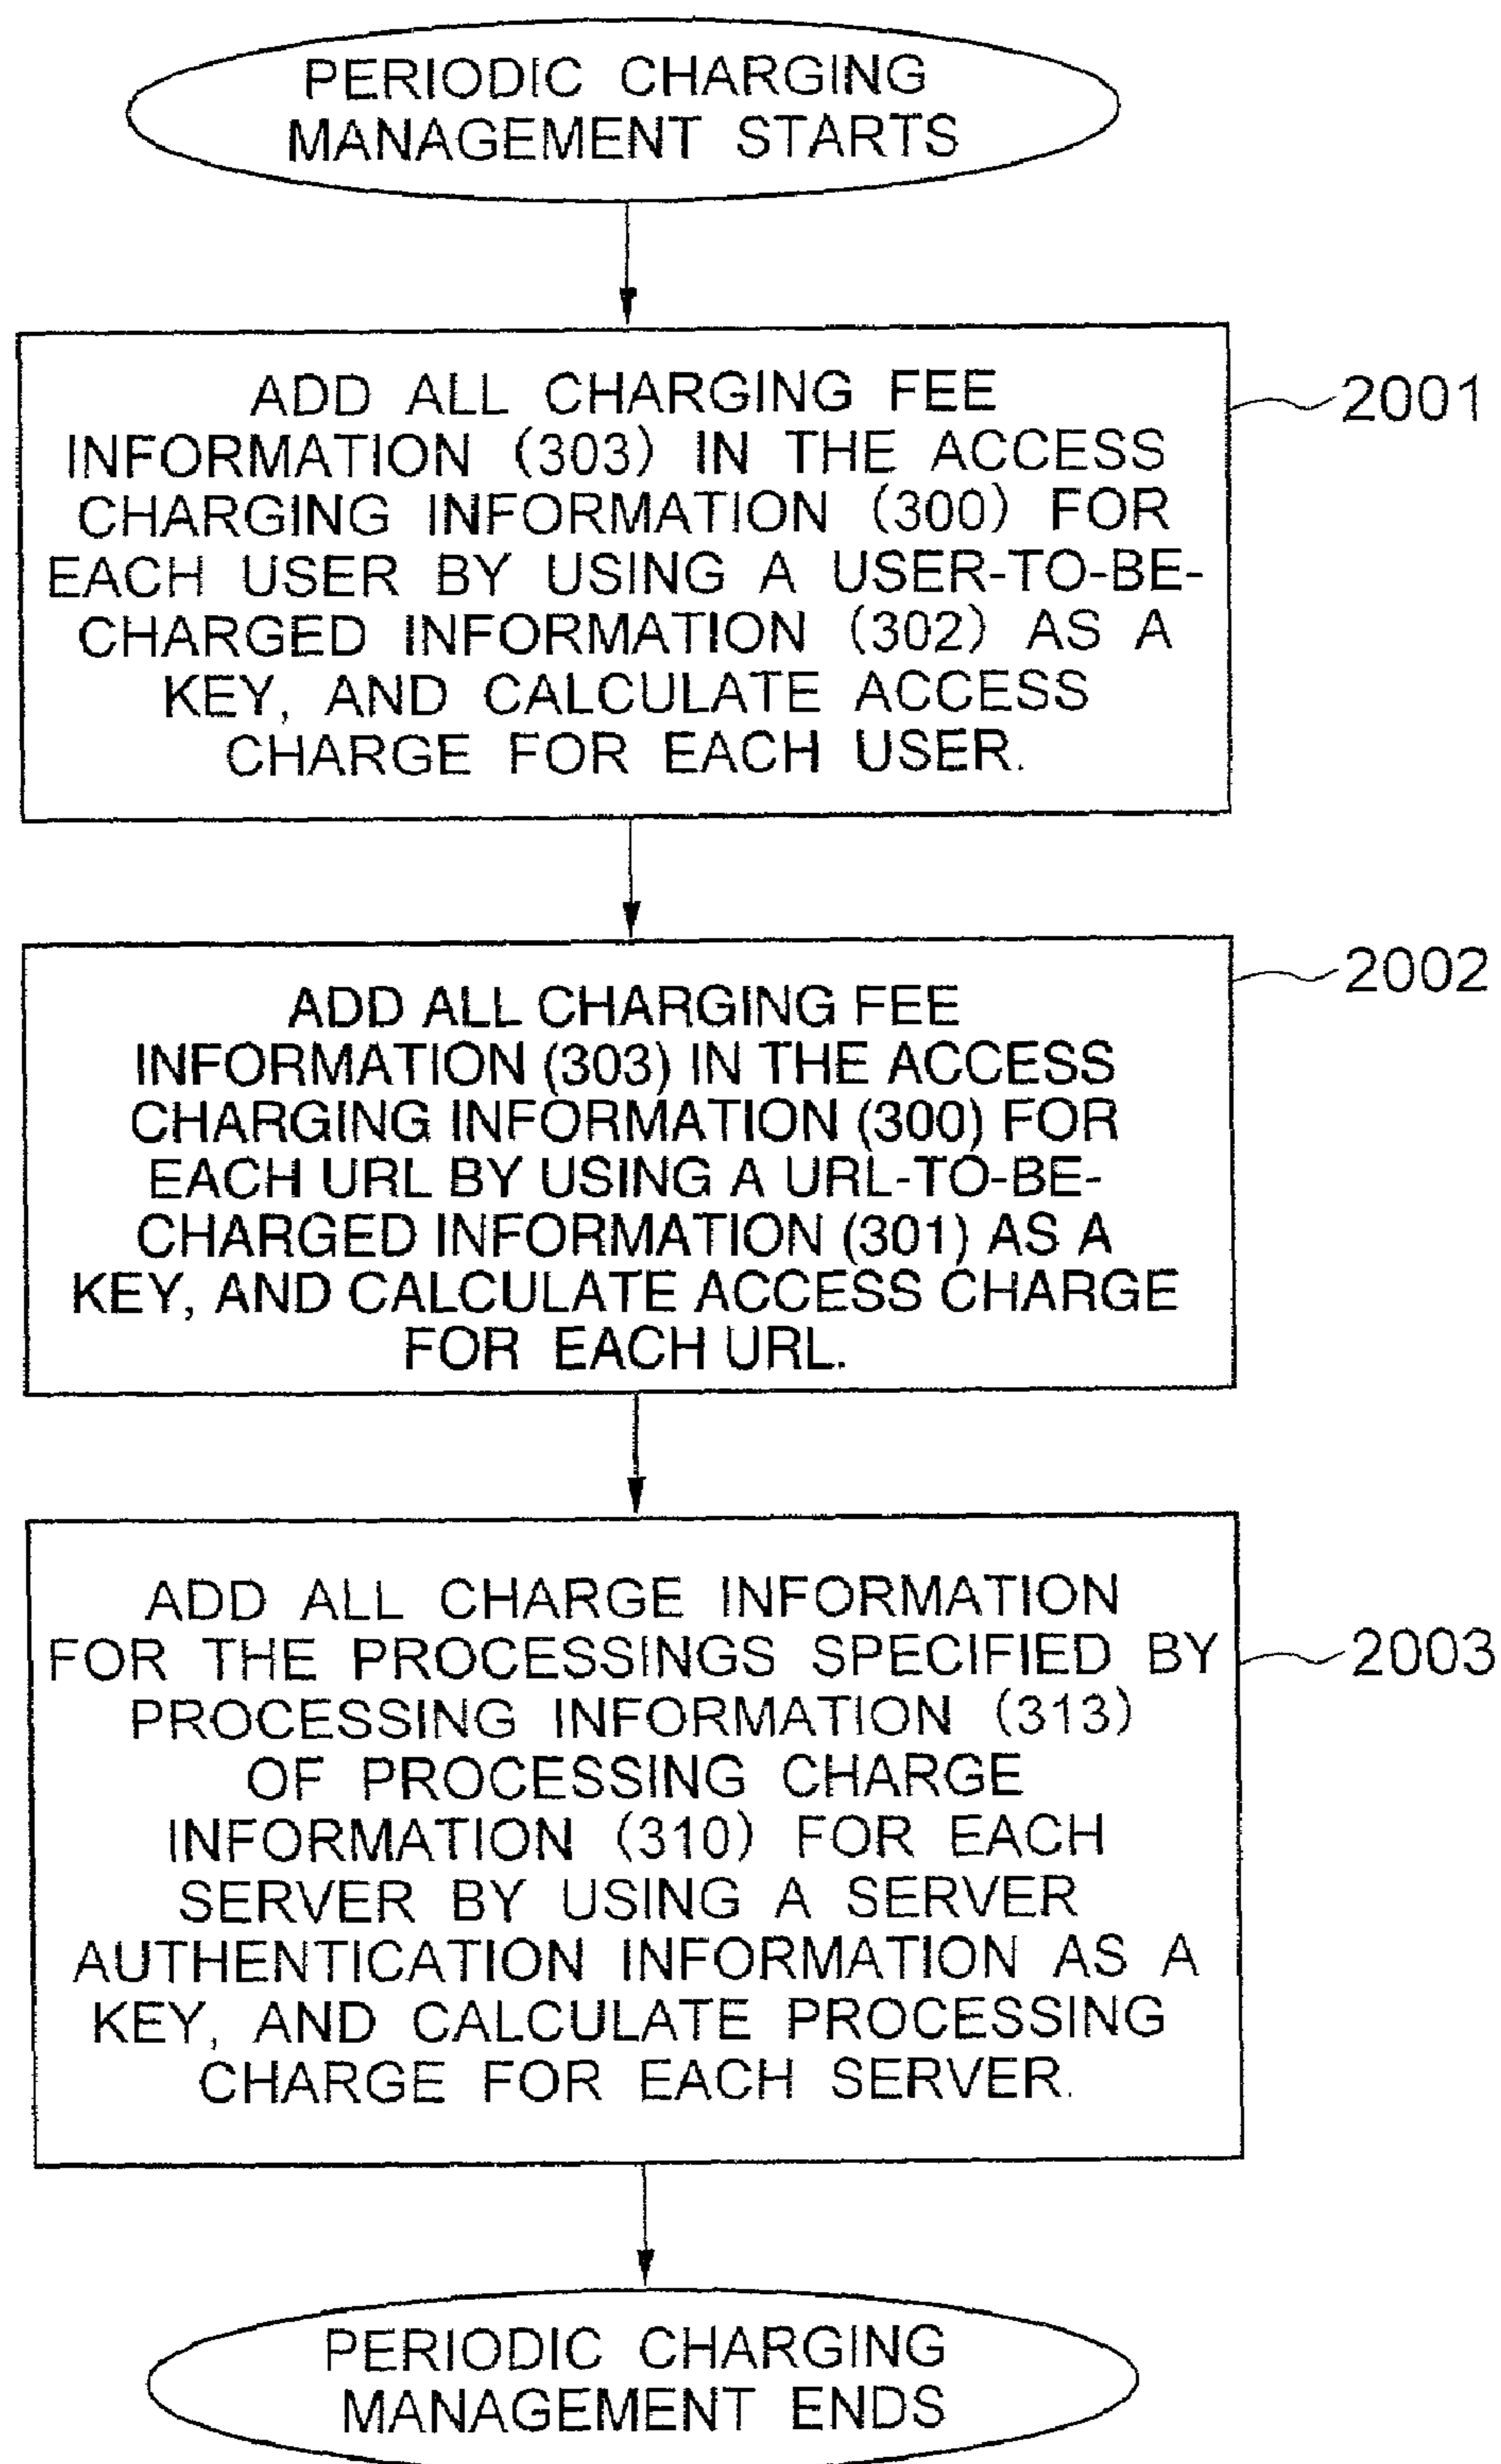 PERIODIC CHARGING
MANAGEMENT STARTS
ADD ALL CHARGING FEE
INFORMATION (303) IN THE ACCESS
CHARGING INFORMATION (300) FOR
EACH USER BY USING A USER-TO-BE-
CHARGED INFORMATION (302) AS A
KEY, AND CALCULATE ACCESS
CHARGE FOR EACH USER.
2001
ADD ALL CHARGING FEE
INFORMATION (303) IN THE ACCESS
CHARGING INFORMATION (300) FOR
EACH URL BY USING A URL-TO-BE-
CHARGED INFORMATION (301) AS A
KEY, AND CALCULATE ACCESS CHARGE
FOR EACH URL.
2002
ADD ALL CHARGE INFORMATION
FOR THE PROCESSINGS SPECIFIED BY
PROCESSING INFORMATION (313)
OF PROCESSING CHARGE
INFORMATION (310) FOR EACH
SERVER BY USING A SERVER
AUTHENTICATION INFORMATION AS A
KEY, AND CALCULATE PROCESSING
CHARGE FOR EACH SERVER.
2003
PERIODIC CHARGING
MANAGEMENT ENDS